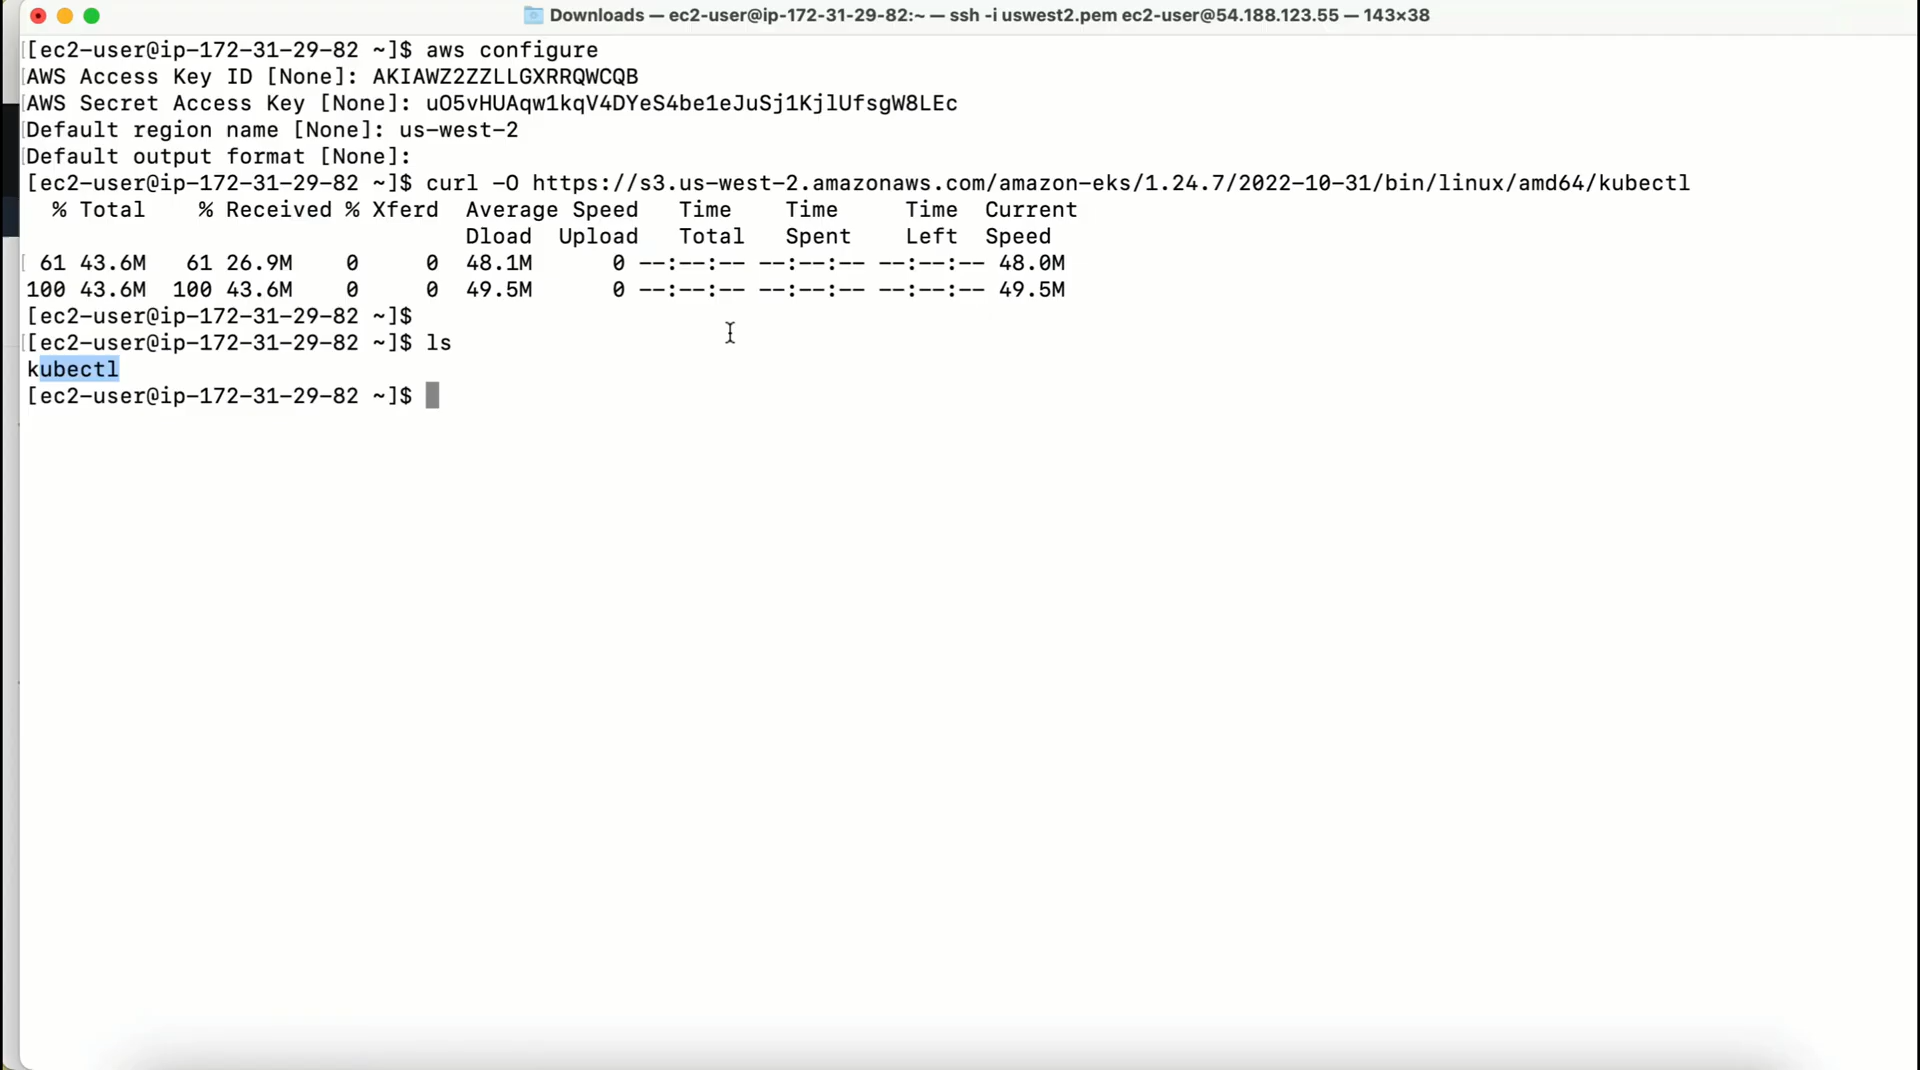 Downloads — ec2-user@ip-172-31-29-82:~ — ssh -i uswest2.pem ec2-user@54.188.123.55 — 143×38
[ec2-user@ip-172-31-29-82 ~]$ aws configure
AWS Access Key ID [None]: AKIAWZ2ZZLLGXRRQWCQB
AWS Secret Access Key [None]: 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
Default region name [None]: us-west-2
Default output format [None]:
[ec2-user@ip-172-31-29-82 ~]$ curl -O https://s3.us-west-2.amazonaws.com/amazon-eks/1.24.7/2022-10-31/bin/linux/amd64/kubectl
% Total % Received % Xferd Average Speed Time Time Time Current
Dload Upload Total Spent Left Speed
61 43.6M 61 26.9M 0 0 48.1M 0 --:--:-- --:--:-- --:--:-- 48.0M
100 43.6M 100 43.6M 0 0 49.5M 0 --:--:-- --:--:-- --:--:-- 49.5M
[ec2-user@ip-172-31-29-82 ~]$
[ec2-user@ip-172-31-29-82 ~]$ ls
kubectl
[ec2-user@ip-172-31-29-82 ~]$